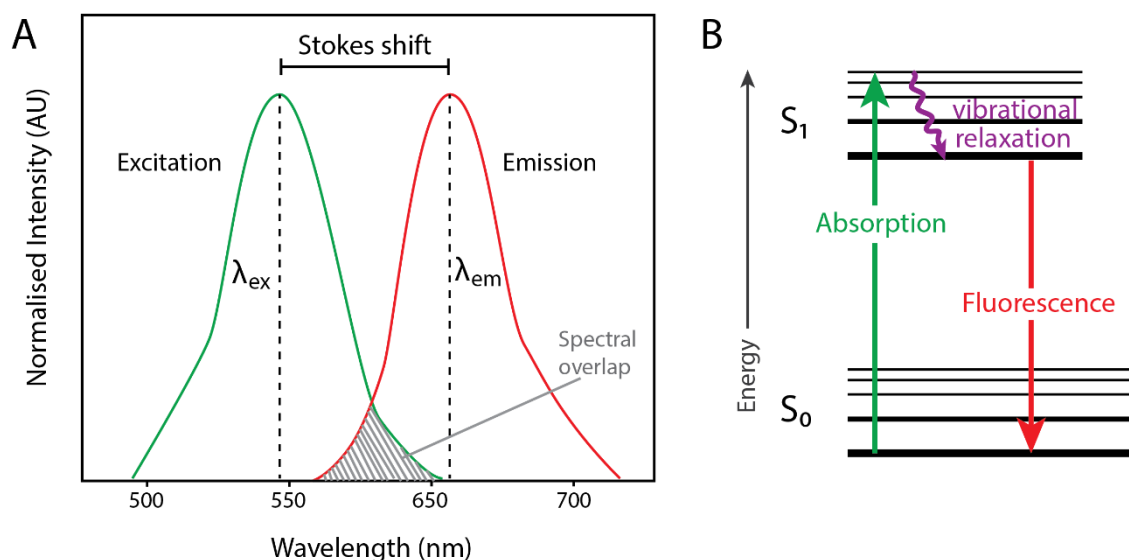 A
Stokes shift
Excitation
Emission
λex
λem
Spectral
overlap
Normalised Intensity (AU)
500
550
650
700
Wavelength (nm)
B
S1
vibrational
relaxation
Absorption
Fluorescence
Energy
S0